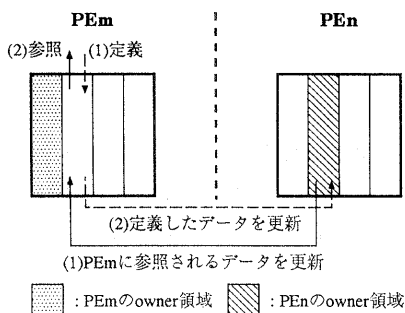 PEm PEn
(2)参照 (1)定義
(2)定義したデータを更新
(1)PEmに参照されるデータを更新
: PEmのowner領域 : PEnのowner領域